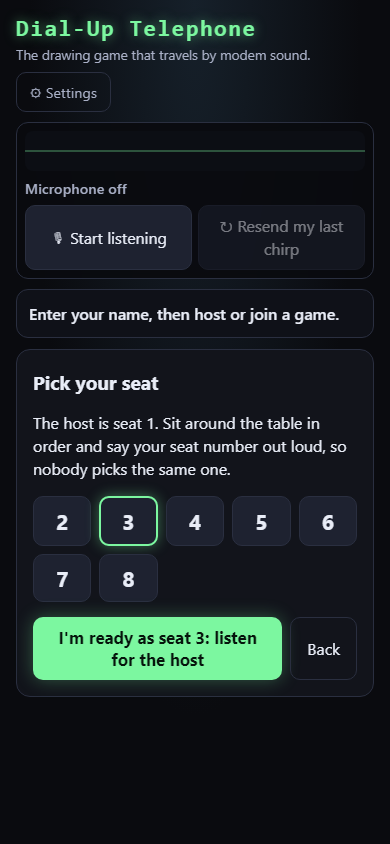 Dial-Up Telephone
The drawing game that travels by modem sound.
⚙ Settings
Microphone off
🎙 Start listening
↻ Resend my last
chirp
Enter your name, then host or join a game.
Pick your seat
The host is seat 1. Sit around the table in
order and say your seat number out loud, so
nobody picks the same one.
2 3 4 5 6
7 8
I'm ready as seat 3: listen
for the host
Back